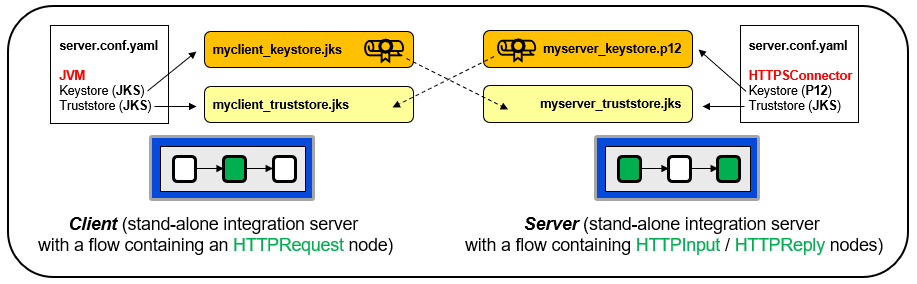 server.conf.yaml
JVM
Keystore (JKS)
Truststore (JKS)
myclient_keystore.jks
myclient_truststore.jks
myserver_keystore.p12
myserver_truststore.jks
server.conf.yaml
HTTPSConnector
Keystore (P12)
Truststore (JKS)
Client (stand-alone integration server
with a flow containing an HTTPRequest node)
Server (stand-alone integration server
with a flow containing HTTPInput / HTTPReply nodes)